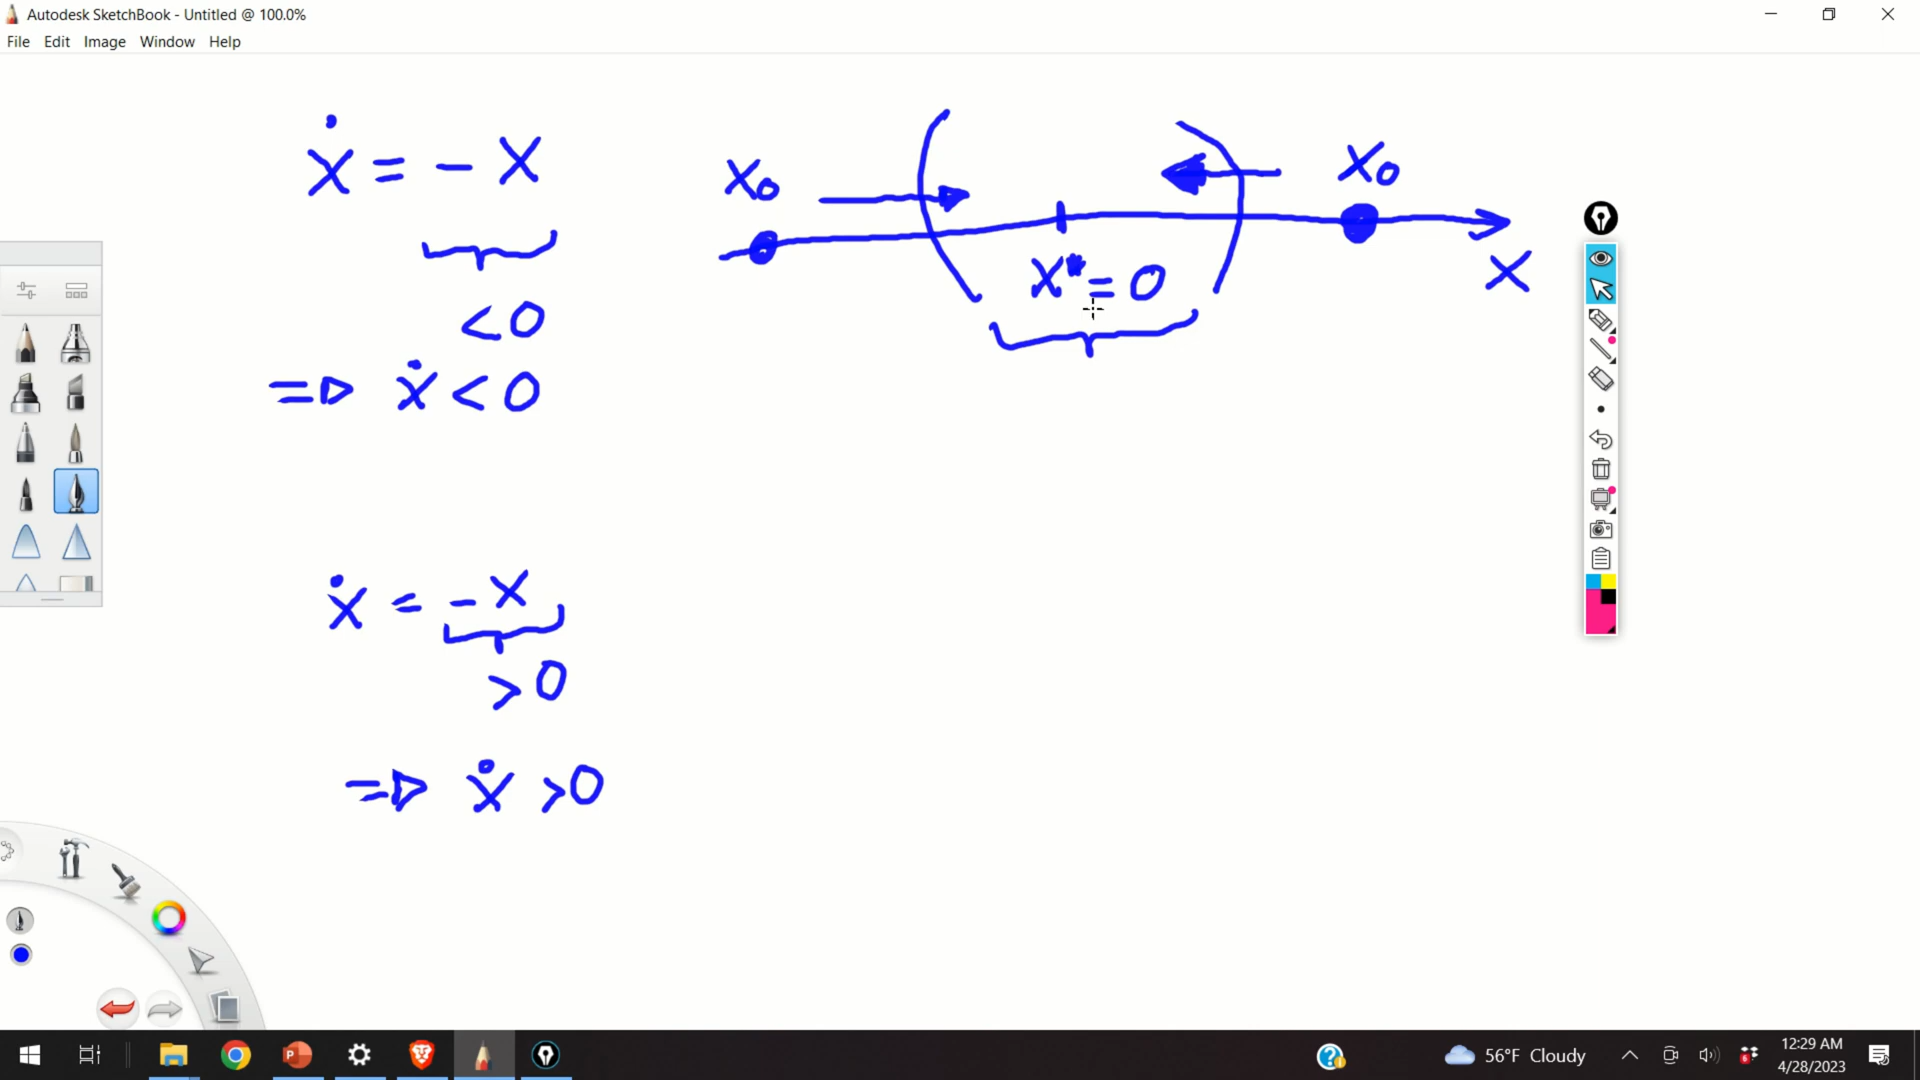 Autodesk SketchBook - Untitled @ 100.0%
File Edit Image Window Help
ẋ = - x
< 0
=> ẋ < 0
x₀
x₀
x* = 0
x
ẋ = - x
> 0
=> ẋ > 0
56°F Cloudy
12:29 AM
4/28/2023